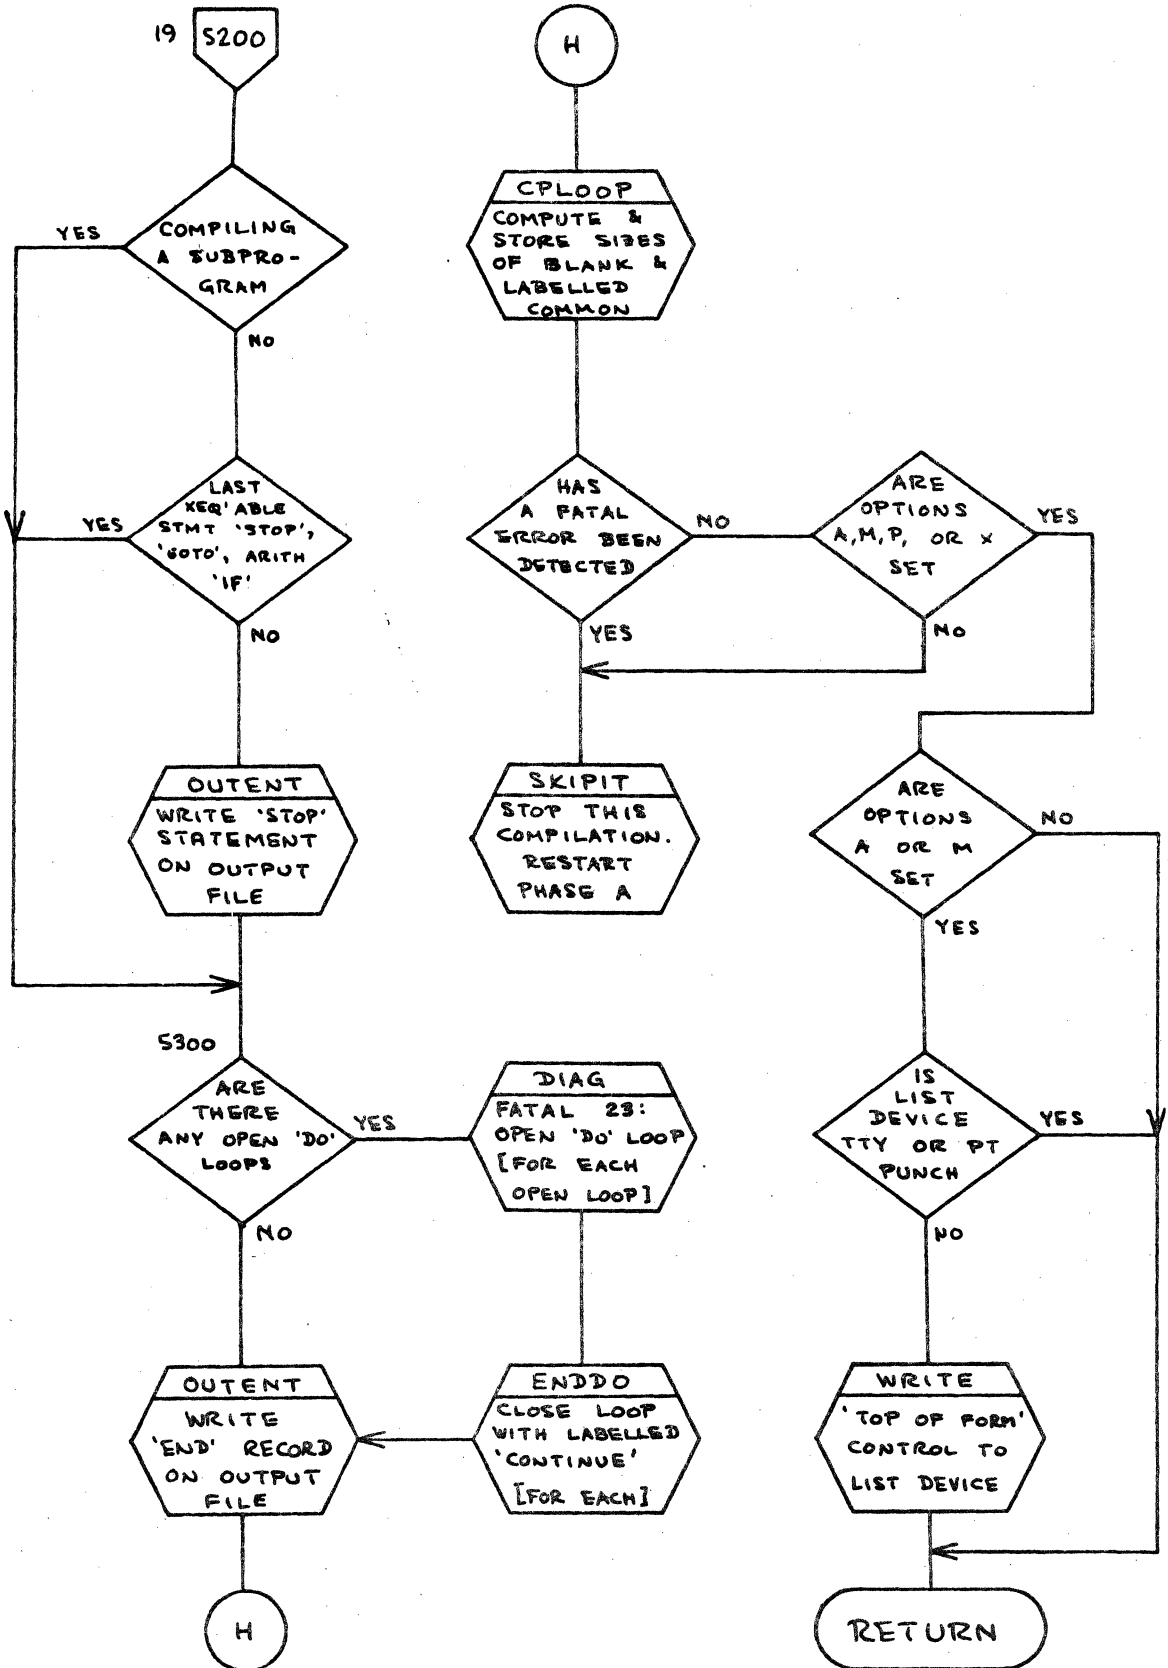 19 S200
COMPILING
A SUBPRO-
GRAM
YES
NO
LAST
XEQ'ABLE
STMT 'STOP',
'GOTO', ARITH
'IF'
YES
NO
OUTENT
WRITE 'STOP'
STATEMENT
ON OUTPUT
FILE
S300
ARE
THERE
ANY OPEN 'DO'
LOOPS
YES
NO
DIAG
FATAL 23:
OPEN 'DO' LOOP
[FOR EACH
OPEN LOOP]
ENDDO
CLOSE LOOP
WITH LABELLED
'CONTINUE'
[FOR EACH]
OUTENT
WRITE
'END' RECORD
ON OUTPUT
FILE
H
H
CPLOOP
COMPUTE &
STORE SIZES
OF BLANK &
LABELLED
COMMON
HAS
A FATAL
ERROR BEEN
DETECTED
NO
YES
SKIPIT
STOP THIS
COMPILATION.
RESTART
PHASE A
ARE
OPTIONS
A,M,P, OR X
SET
YES
NO
ARE
OPTIONS
A OR M
SET
NO
YES
IS
LIST
DEVICE
TTY OR PT
PUNCH
YES
NO
WRITE
'TOP OF FORM'
CONTROL TO
LIST DEVICE
RETURN